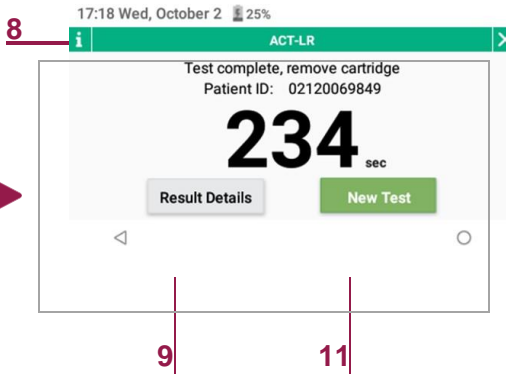 17:18 Wed, October 2 25%
8
i ACT-LR X
Test complete, remove cartridge
Patient ID: 02120069849
234 sec
Result Details New Test
9 11